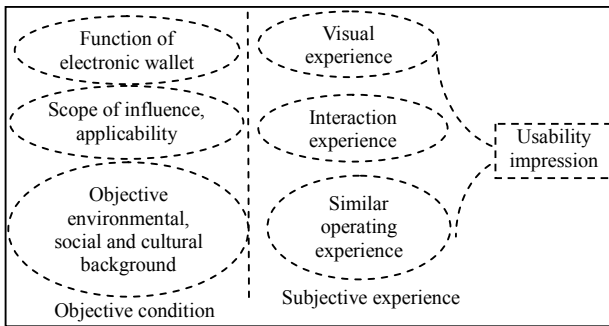 Function of
electronic wallet
Scope of influence,
applicability
Objective
environmental,
social and cultural
background
Objective condition
Visual
experience
Interaction
experience
Similar
operating
experience
Subjective experience
Usability
impression